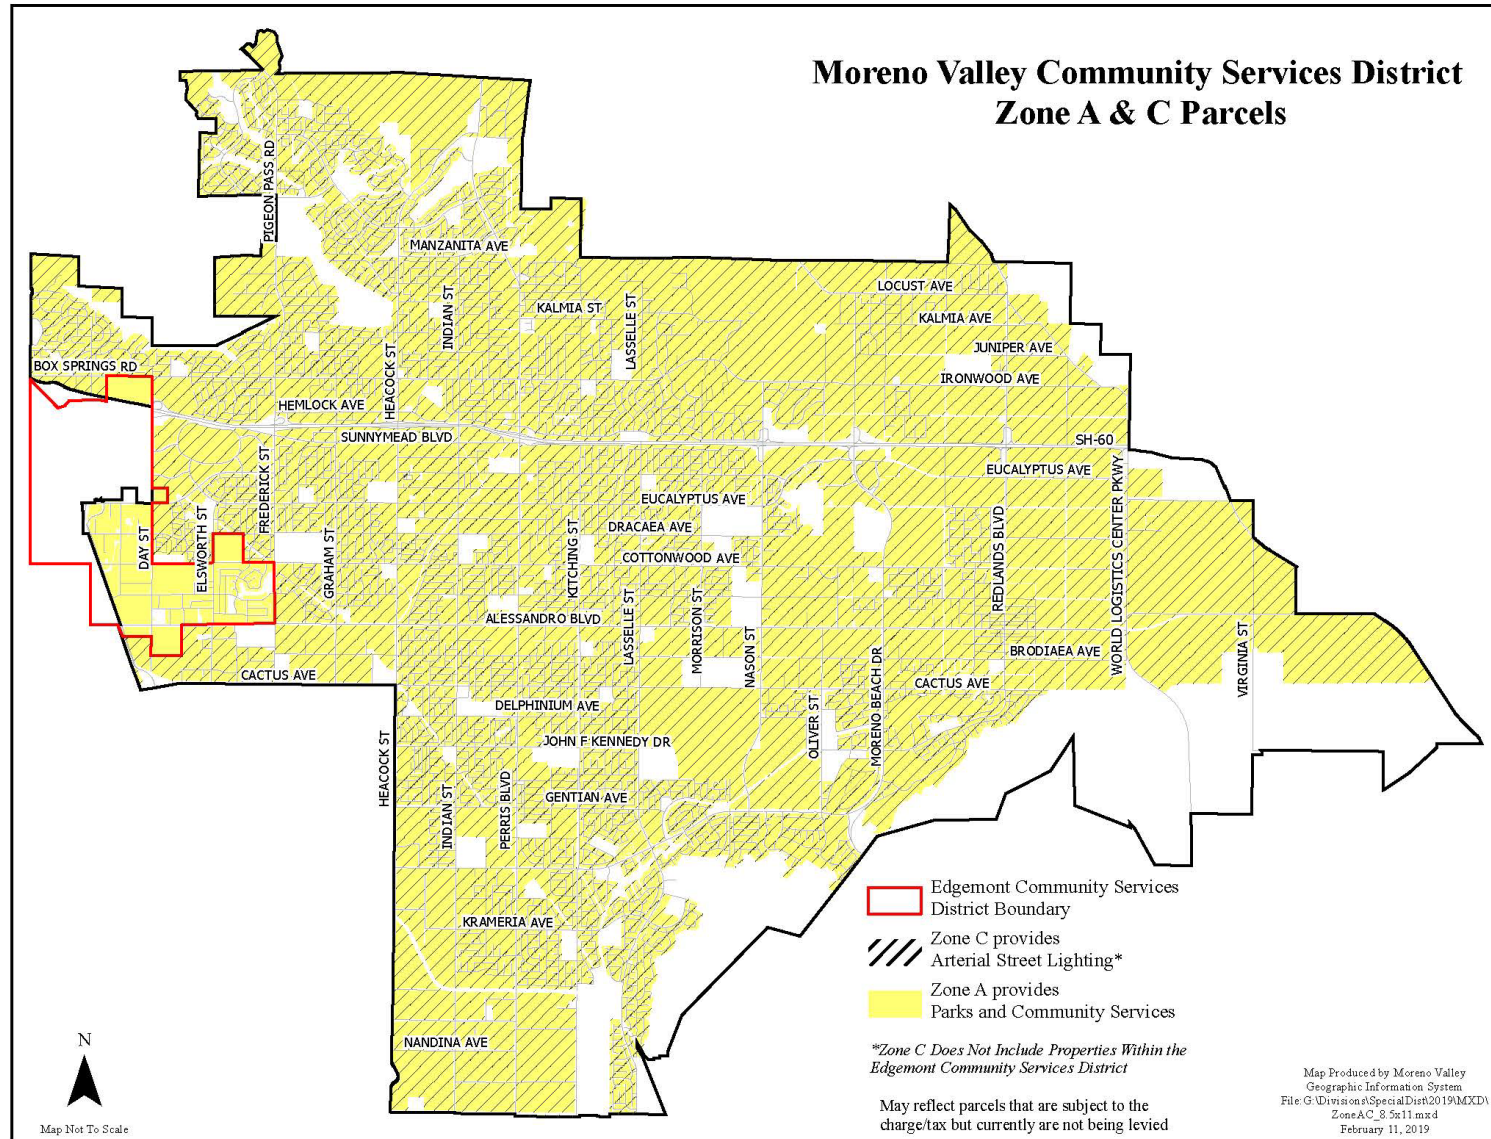 Moreno Valley Community Services District
Zone A & C Parcels
PIGEON PASS RD
MANZANITA AVE
INDIAN ST
KALMIA ST
LASSELLE ST
LOCUST AVE
KALMIA AVE
JUNIPER AVE
IRONWOOD AVE
BOX SPRINGS RD
HEACOCK ST
HEMLOCK AVE
SUNNYMEAD BLVD
SH-60
EUCALYPTUS AVE
FREDERICK ST
EUCALYPTUS AVE
DRACAEA AVE
COTTONWOOD AVE
DAY ST
ELSWORTH ST
GRAHAM ST
KITCHING ST
REDLANDS BLVD
WORLD LOGISTICS CENTER PKWY
ALESSANDRO BLVD
LASSELLE ST
MORRISON ST
NASON ST
BRODIAEA AVE
VIRGINIA ST
CACTUS AVE
CACTUS AVE
DELPHINIUM AVE
OLIVER ST
MORENO BEACH DR
JOHN F KENNEDY DR
HEACOCK ST
INDIAN ST
PERRIS BLVD
GENTIAN AVE
KRAMERIA AVE
NANDINA AVE
Edgemont Community Services
District Boundary
Zone C provides
Arterial Street Lighting*
Zone A provides
Parks and Community Services
*Zone C Does Not Include Properties Within the
Edgemont Community Services District
May reflect parcels that are subject to the
charge/tax but currently are not being levied
N
Map Not To Scale
Map Produced by Moreno Valley
Geographic Information System
File: G:\Divisions\SpecialDist\2019\MXD\
ZoneAC_8.5x11.mxd
February 11, 2019